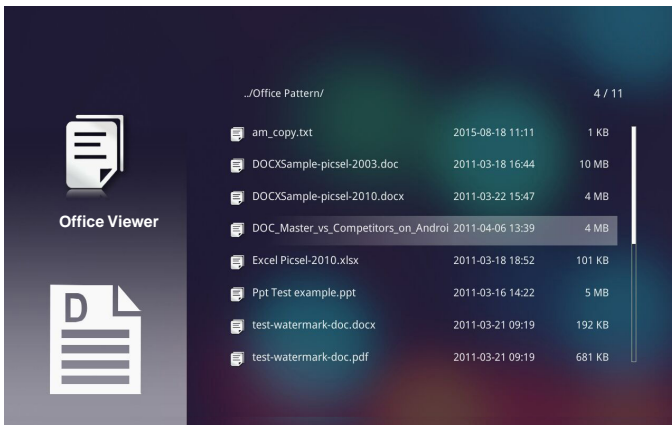 ../Office Pattern/ 4 / 11
am_copy.txt 2015-08-18 11:11 1 KB
DOCXSample-picsel-2003.doc 2011-03-18 16:44 10 MB
DOCXSample-picsel-2010.docx 2011-03-22 15:47 4 MB
Office Viewer
DOC_Master_vs_Competitors_on_Androi 2011-04-06 13:39 4 MB
Excel Picsel-2010.xlsx 2011-03-18 18:52 101 KB
Ppt Test example.ppt 2011-03-16 14:22 5 MB
D
test-watermark-doc.docx 2011-03-21 09:19 192 KB
test-watermark-doc.pdf 2011-03-21 09:19 681 KB